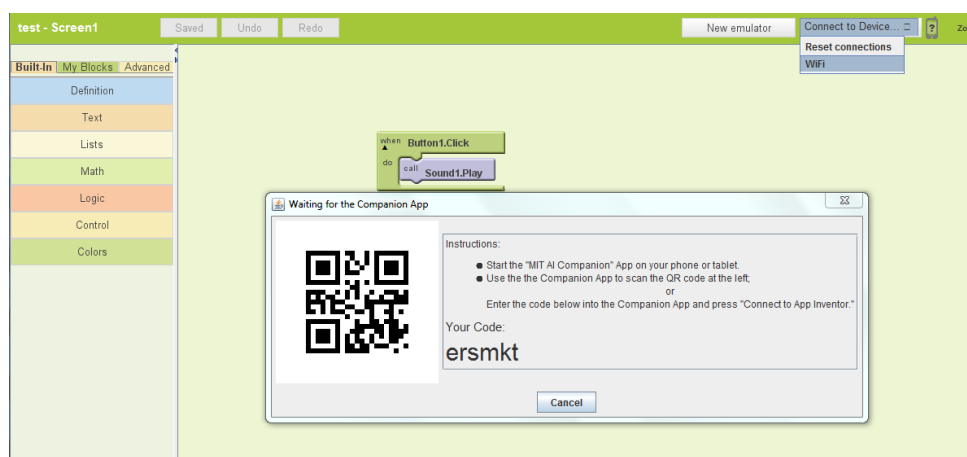 test - Screen1 Saved Undo Redo New emulator Connect to Device... ? Zo
Reset connections
WiFi
Built-In My Blocks Advanced
Definition
Text
Lists
Math
Logic
Control
Colors
when Button1.Click
do call Sound1.Play
Waiting for the Companion App
Instructions:
Start the "MIT AI Companion" App on your phone or tablet.
Use the the Companion App to scan the QR code at the left;
or
Enter the code below into the Companion App and press "Connect to App Inventor."
Your Code:
ersmkt
Cancel